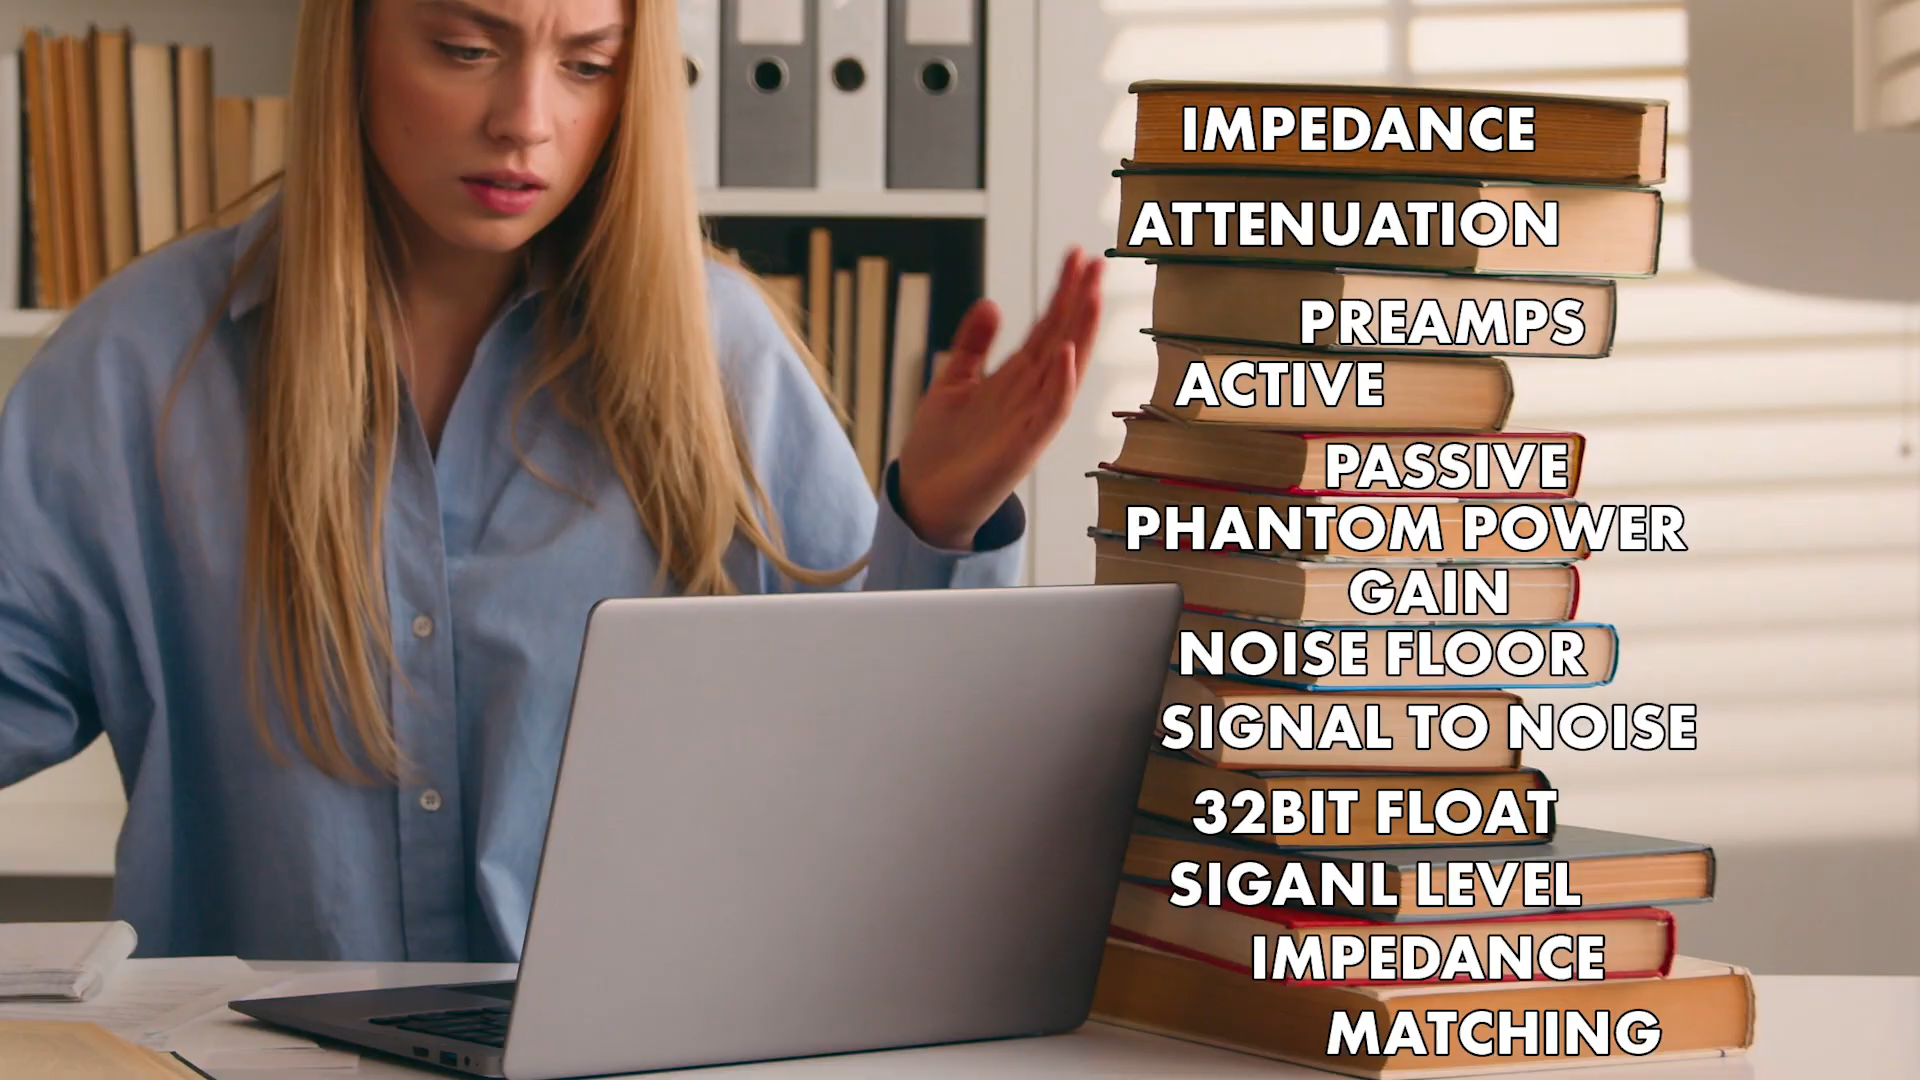 IMPEDANCE
ATTENUATION
PREAMPS
ACTIVE
PASSIVE
PHANTOM POWER
GAIN
NOISE FLOOR
SIGNAL TO NOISE
32BIT FLOAT
SIGANL LEVEL
IMPEDANCE
MATCHING